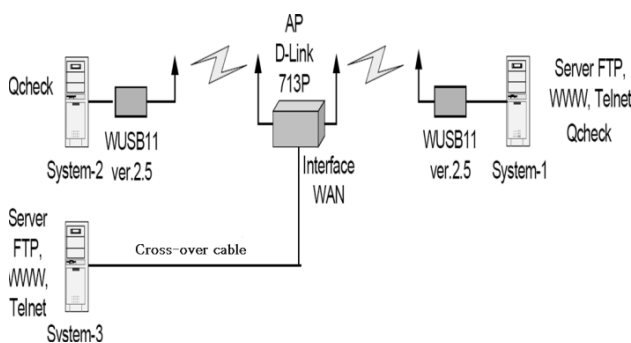 AP
D-Link
713P
Qcheck
WUSB11
ver.2.5
System-2
Interface
WAN
WUSB11
ver.2.5
System-1
Server FTP,
WWW, Telnet
Qcheck
Server
FTP,
WWW,
Telnet
Cross-over cable
System-3